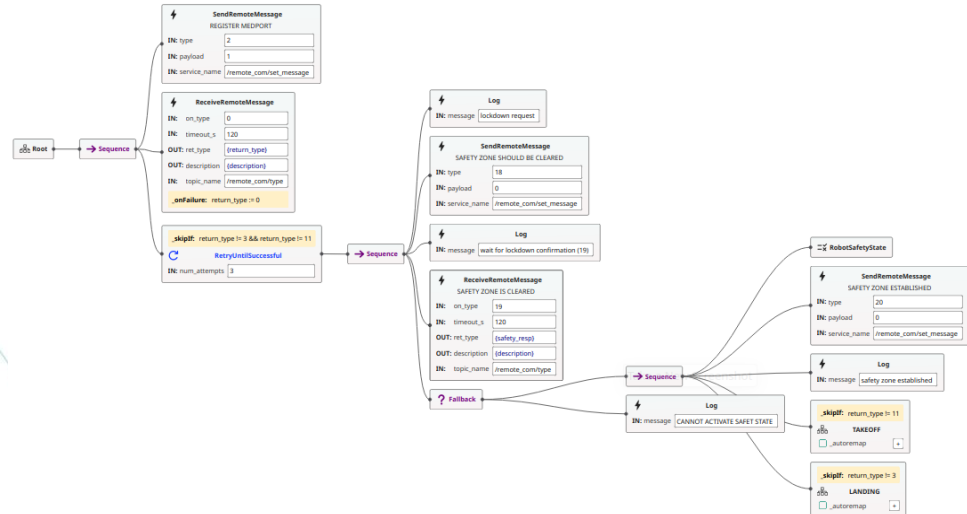 Root
Sequence
SendRemoteMessage
REGISTER MEDPORT
IN: type 2
IN: payload 1
IN: service_name /remote_com/set_message
ReceiveRemoteMessage
IN: on_type 0
IN: timeout_s 120
OUT: ret_type {return_type}
OUT: description {description}
IN: topic_name /remote_com/type
_onFailure: return_type := 0
_skipIf: return_type != 3 && return_type != 11
RetryUntilSuccessful
IN: num_attempts 3
Sequence
Log
IN: message lockdown request
SendRemoteMessage
SAFETY ZONE SHOULD BE CLEARED
IN: type 18
IN: payload 0
IN: service_name /remote_com/set_message
Log
IN: message wait for lockdown confirmation (19)
ReceiveRemoteMessage
SAFETY ZONE IS CLEARED
IN: on_type 19
IN: timeout_s 120
OUT: ret_type {safety_resp}
OUT: description {description}
IN: topic_name /remote_com/type
? Fallback
Sequence
Log
IN: message CANNOT ACTIVATE SAFET STATE
RobotSafetyState
SendRemoteMessage
SAFETY ZONE ESTABLISHED
IN: type 20
IN: payload 0
IN: service_name /remote_com/set_message
Log
IN: message safety zone established
_skipIf: return_type != 11
TAKEOFF
_autoremap +
_skipIf: return_type != 3
LANDING
_autoremap +